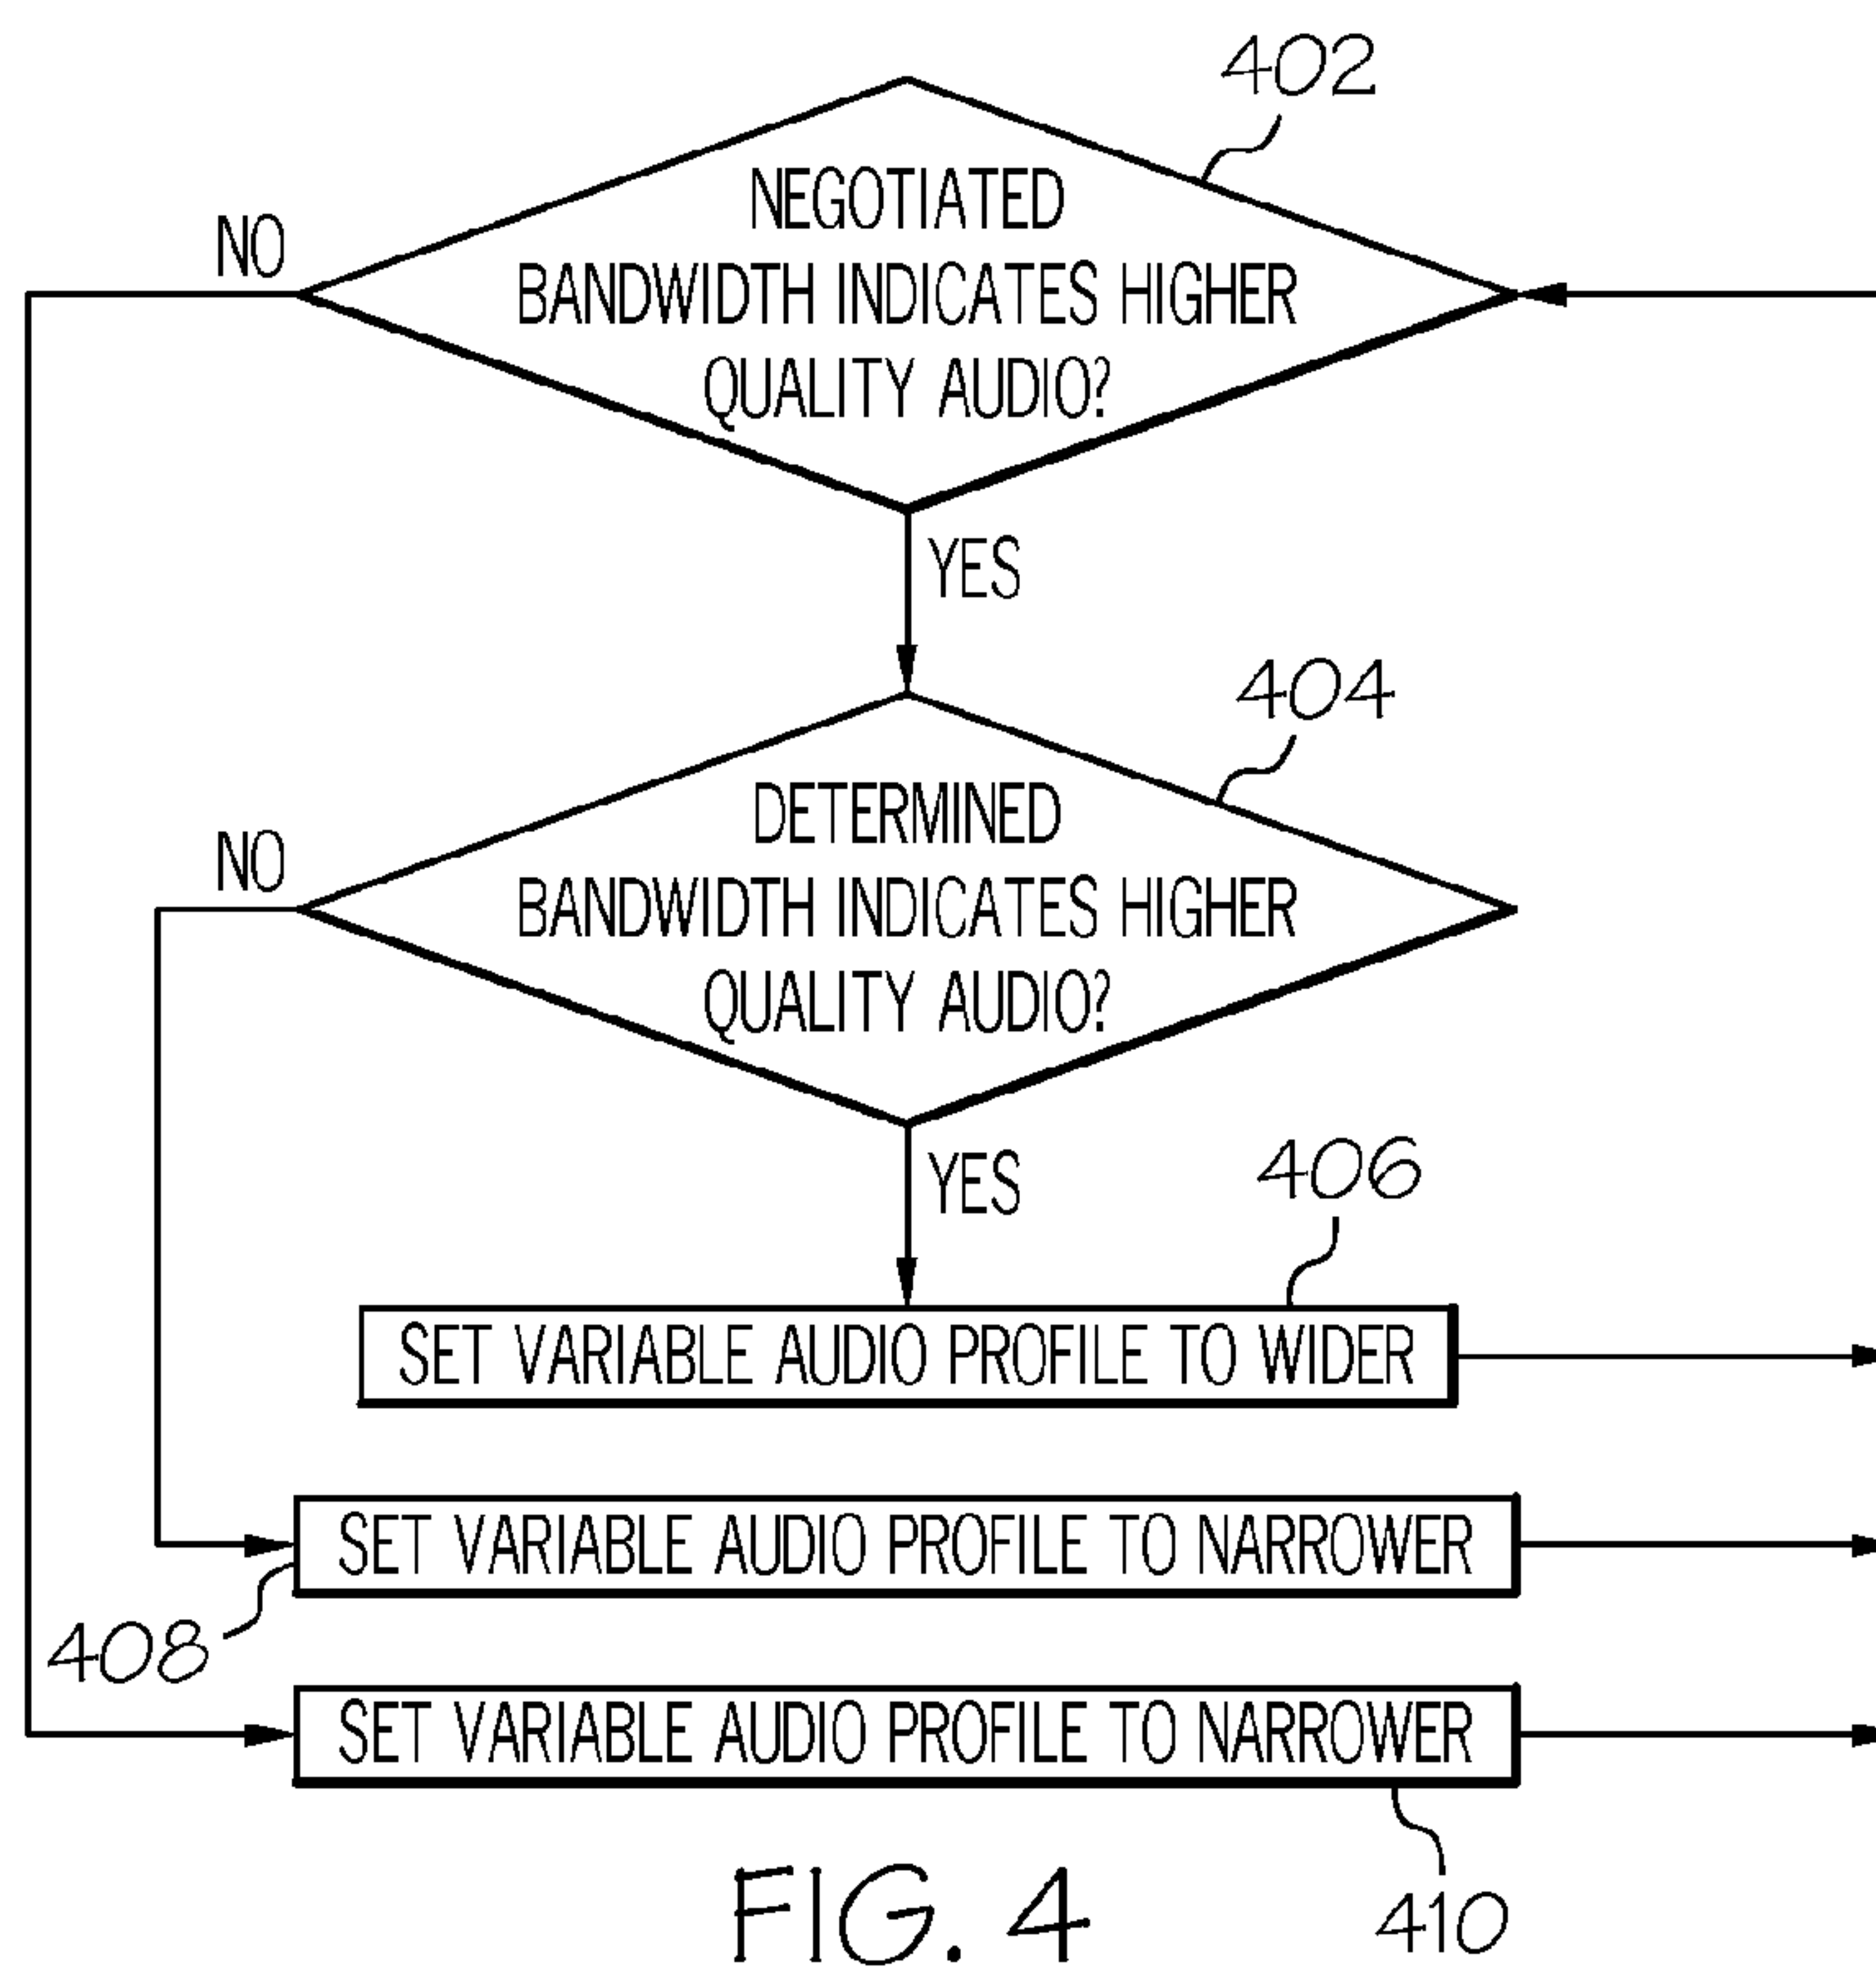 402
NEGOTIATED
BANDWIDTH INDICATES HIGHER
QUALITY AUDIO?
NO
YES
404
DETERMINED
BANDWIDTH INDICATES HIGHER
QUALITY AUDIO?
NO
YES
406
SET VARIABLE AUDIO PROFILE TO WIDER
SET VARIABLE AUDIO PROFILE TO NARROWER
408
SET VARIABLE AUDIO PROFILE TO NARROWER
410
FIG. 4